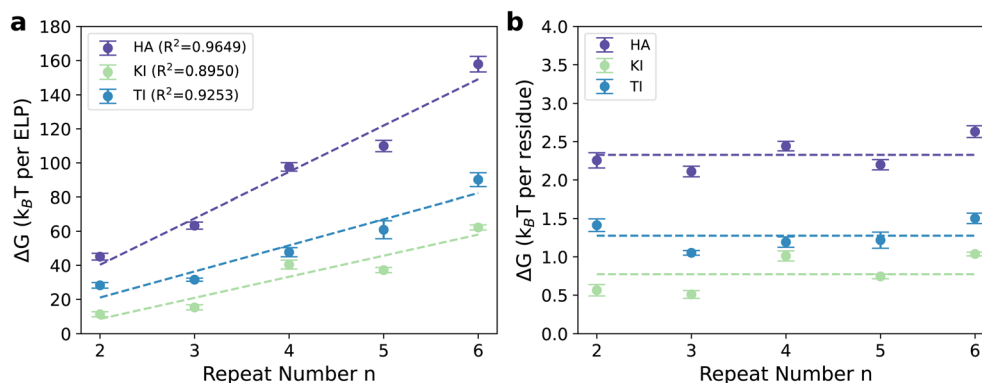 a
180
160
140
120
100
80
60
40
20
0
ΔG (k_BT per ELP)
HA (R²=0.9649)
KI (R²=0.8950)
TI (R²=0.9253)
2 3 4 5 6
Repeat Number n
b
4.0
3.5
3.0
2.5
2.0
1.5
1.0
0.5
0.0
ΔG (k_BT per residue)
HA
KI
TI
2 3 4 5 6
Repeat Number n